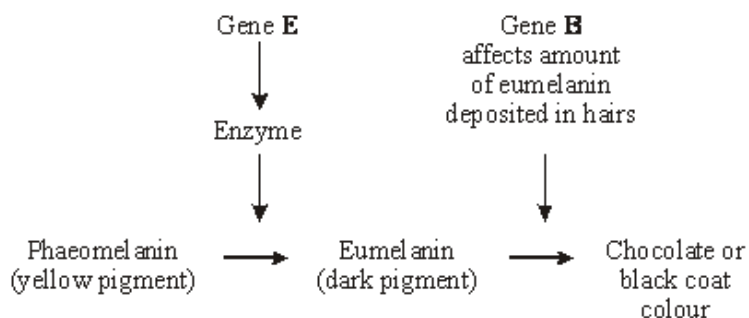 Gene E
Gene B
affects amount
of eumelanin
deposited in hairs
Enzyme
Phaeomelanin
(yellow pigment)
Eumelanin
(dark pigment)
Chocolate or
black coat
colour